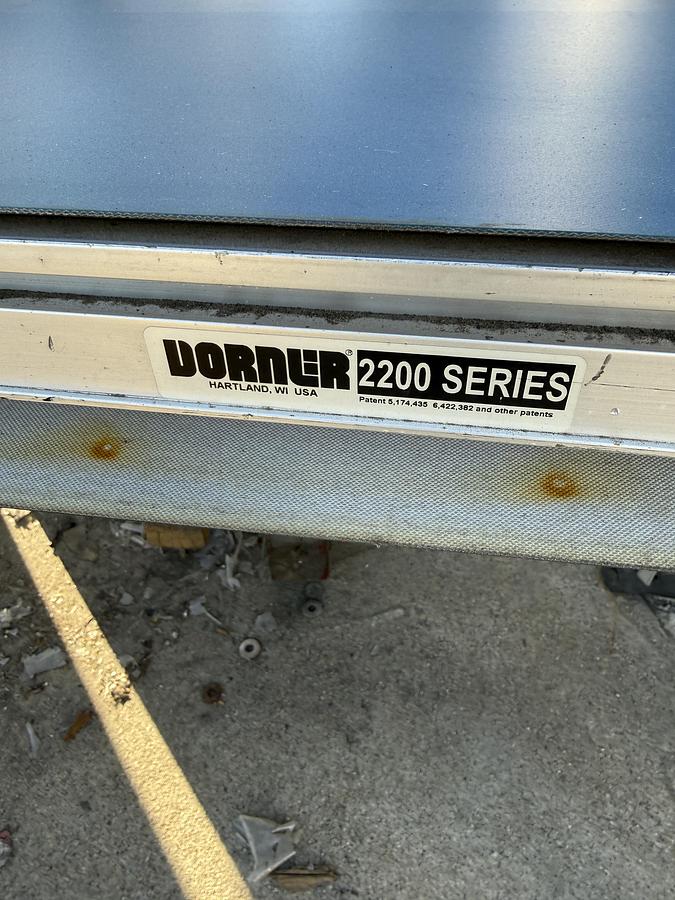 DORNER® 2200 SERIES
HARTLAND, WI USA
Patent 5,174,435 6,422,382 and other patents